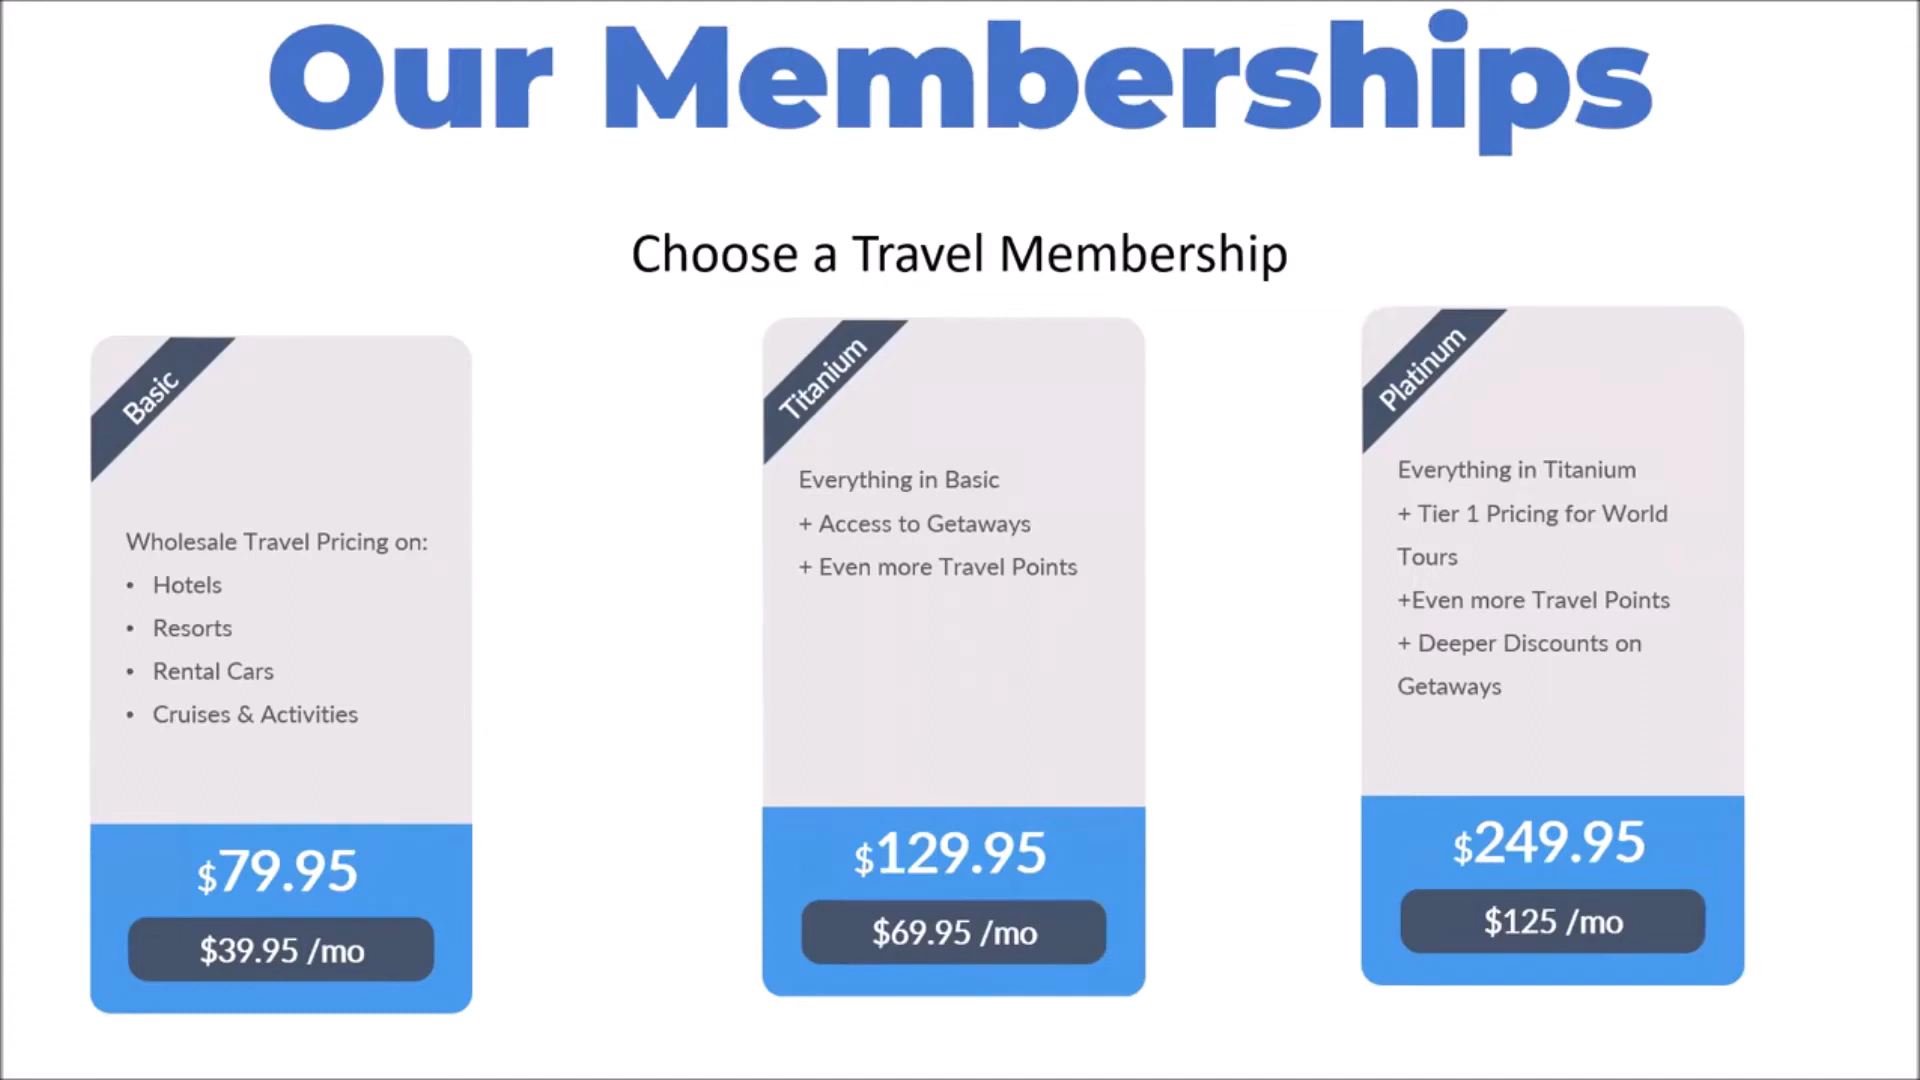 Our Memberships
Choose a Travel Membership
Basic
Wholesale Travel Pricing on:
• Hotels
• Resorts
• Rental Cars
• Cruises & Activities
$79.95
$39.95 /mo
Titanium
Everything in Basic
+ Access to Getaways
+ Even more Travel Points
$129.95
$69.95 /mo
Platinum
Everything in Titanium
+ Tier 1 Pricing for World
Tours
+Even more Travel Points
+ Deeper Discounts on
Getaways
$249.95
$125 /mo